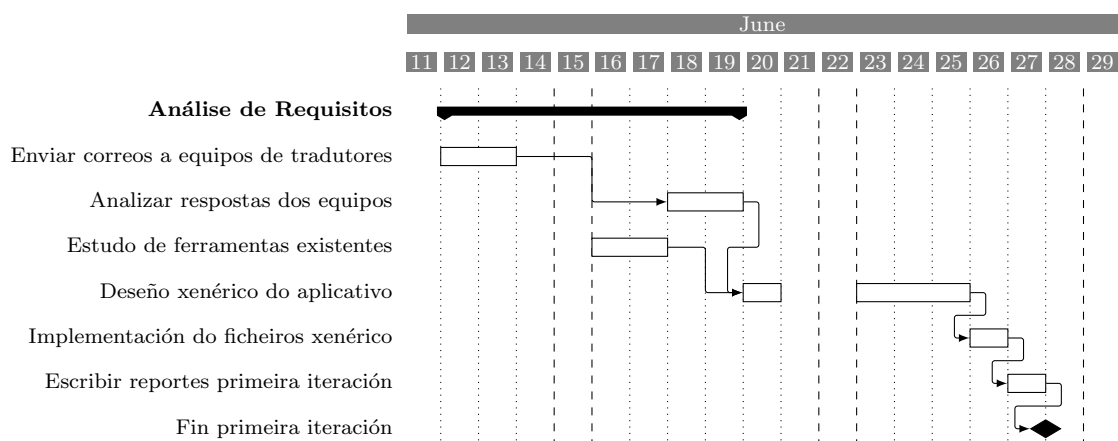 June
11 12 13 14 15 16 17 18 19 20 21 22 23 24 25 26 27 28 29
Análise de Requisitos
Enviar correos a equipos de tradutores
Analizar respostas dos equipos
Estudo de ferramentas existentes
Deseño xenérico do aplicativo
Implementación do ficheiros xenérico
Escribir reportes primeira iteración
Fin primeira iteración